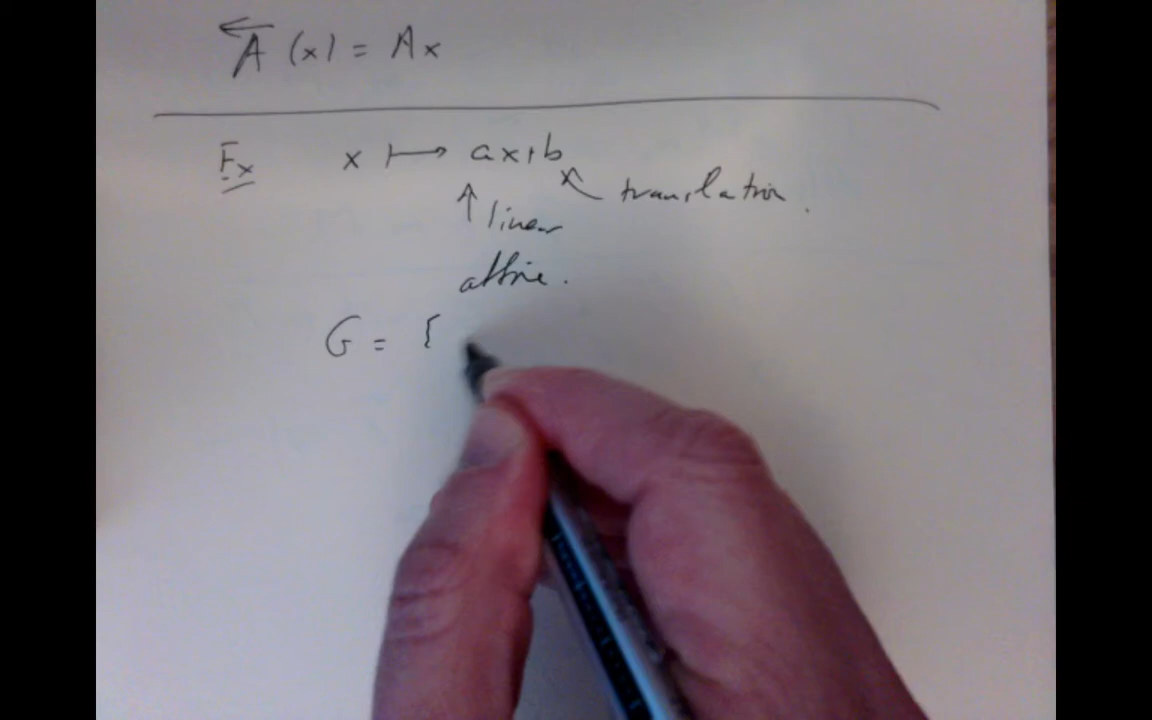 ←A (x) = Ax
Ex x ⟼ ax+b
↑ linear ↖ translation.
affine.
G = {